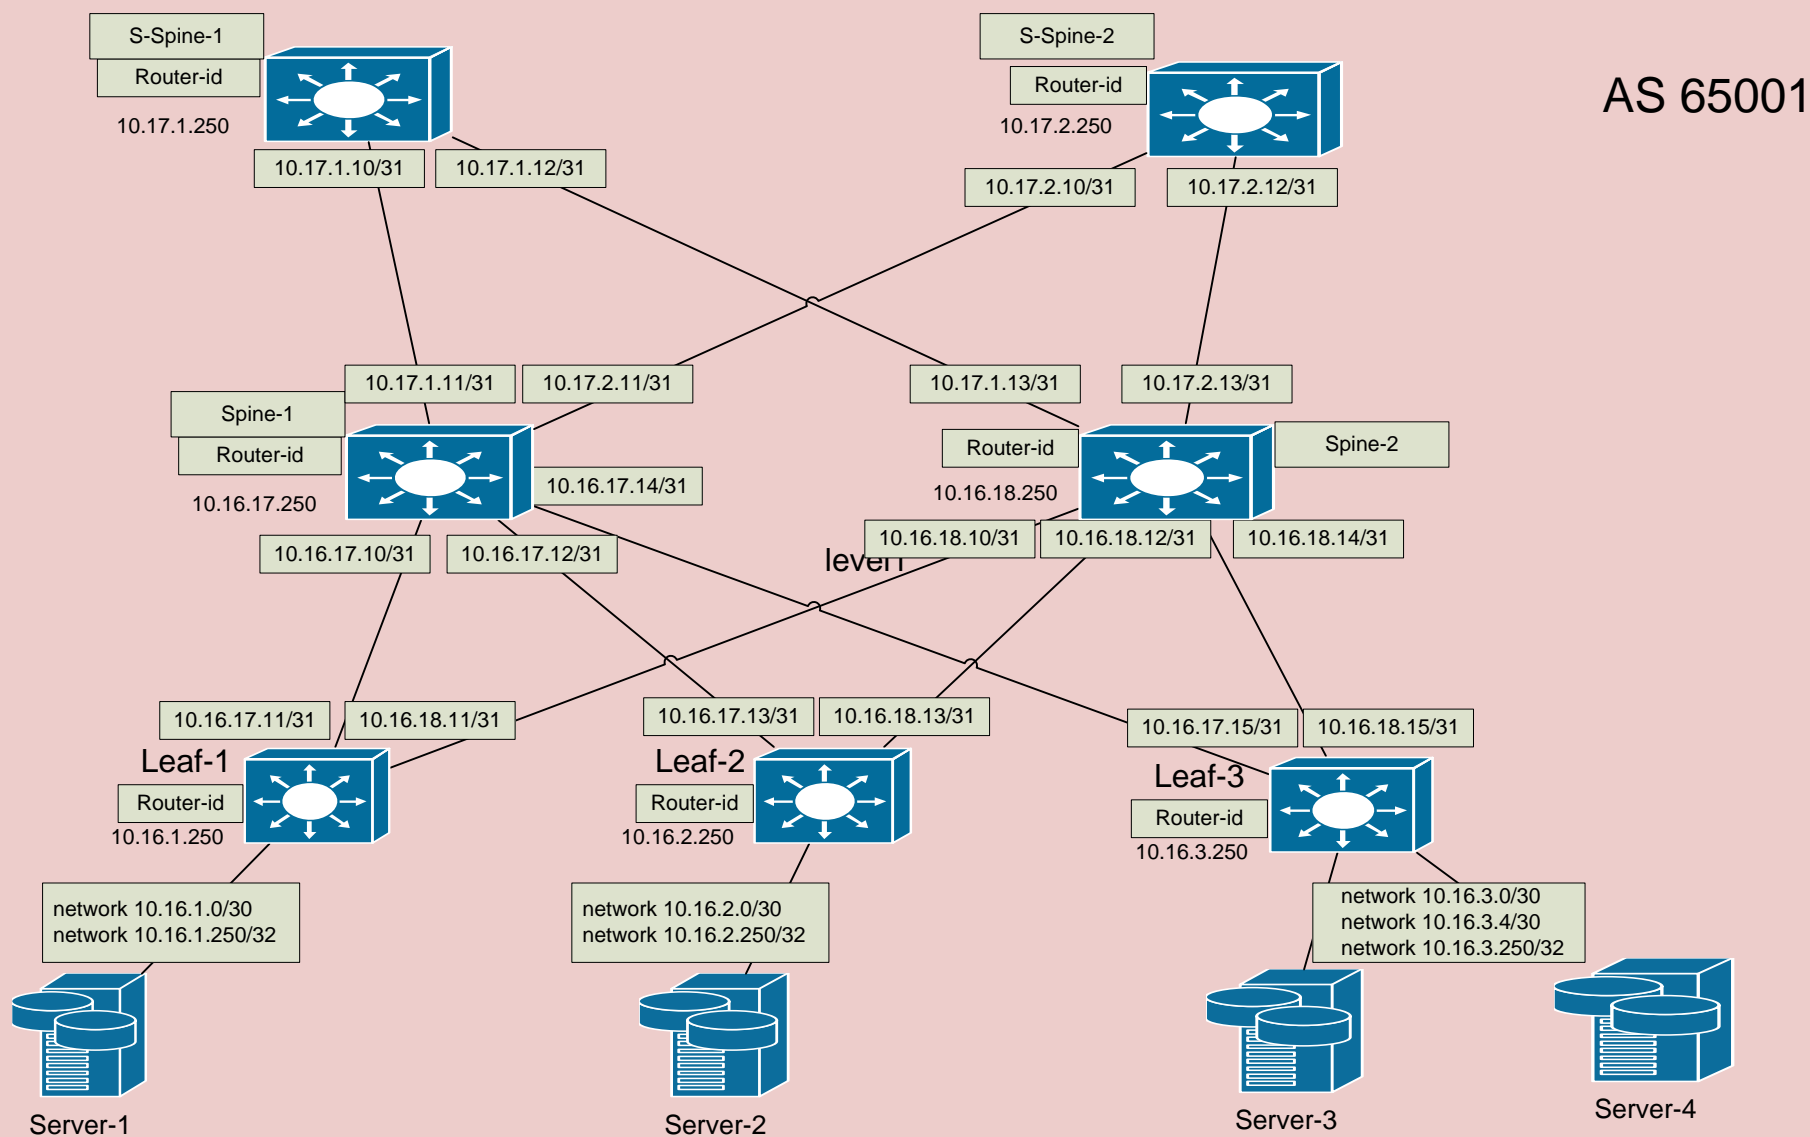 S-Spine-1
S-Spine-2
Router-id
Router-id
AS 65001
10.17.1.250
10.17.2.250
10.17.1.10/31
10.17.1.12/31
10.17.2.10/31
10.17.2.12/31
10.17.1.11/31
10.17.2.11/31
10.17.1.13/31
10.17.2.13/31
Spine-1
Router-id
Router-id
Spine-2
10.16.17.250
10.16.17.14/31
10.16.18.250
10.16.17.10/31
10.16.17.12/31
10.16.18.10/31
10.16.18.12/31
10.16.18.14/31
10.16.17.11/31
10.16.18.11/31
10.16.17.13/31
10.16.18.13/31
10.16.17.15/31
10.16.18.15/31
Leaf-1
Leaf-2
Leaf-3
Router-id
Router-id
Router-id
10.16.1.250
10.16.2.250
10.16.3.250
network 10.16.1.0/30
network 10.16.1.250/32
network 10.16.2.0/30
network 10.16.2.250/32
network 10.16.3.0/30
network 10.16.3.4/30
network 10.16.3.250/32
Server-1
Server-2
Server-3
Server-4